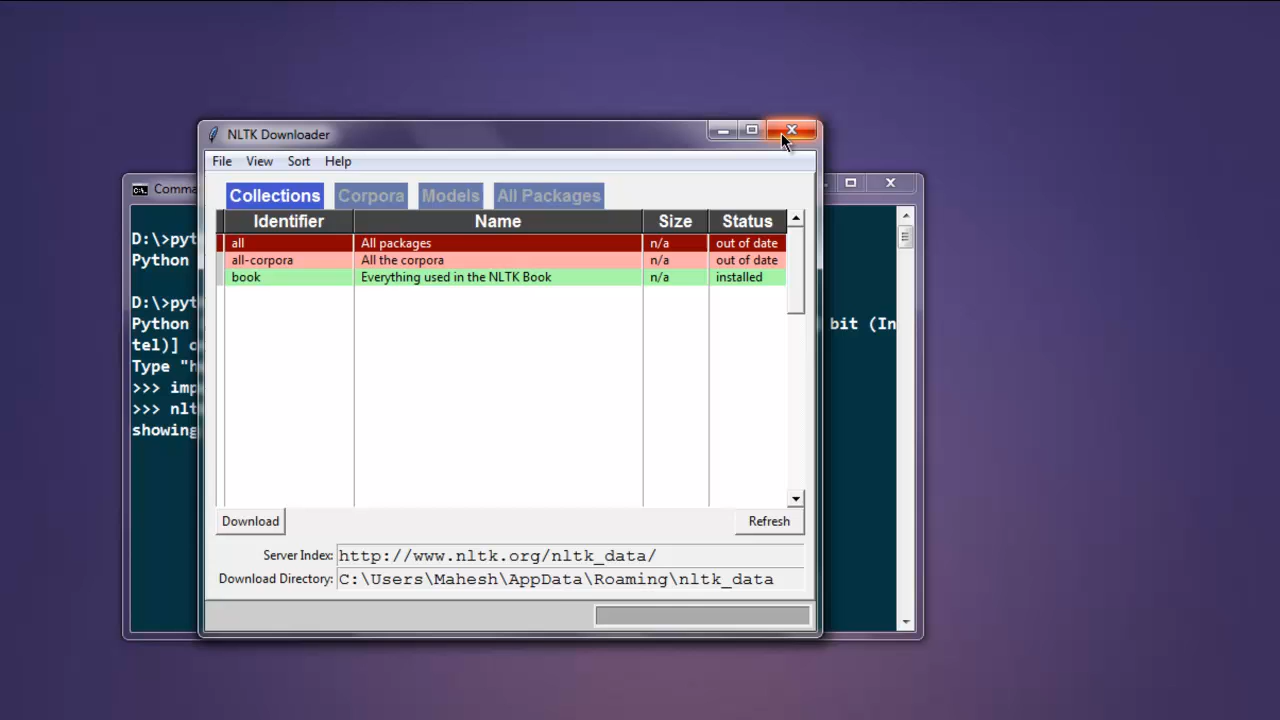 NLTK Downloader
File View Sort Help
Collections Corpora Models All Packages
Identifier Name Size Status
all All packages n/a out of date
all-corpora All the corpora n/a out of date
book Everything used in the NLTK Book n/a installed
Download Refresh
Server Index: http://www.nltk.org/nltk_data/
Download Directory: C:\Users\Mahesh\AppData\Roaming\nltk_data
C:\.
D:\>pyt
Python
D:\>pyt
Python bit (In
tel)]
Type "h
>>> imp
>>> nlt
showing